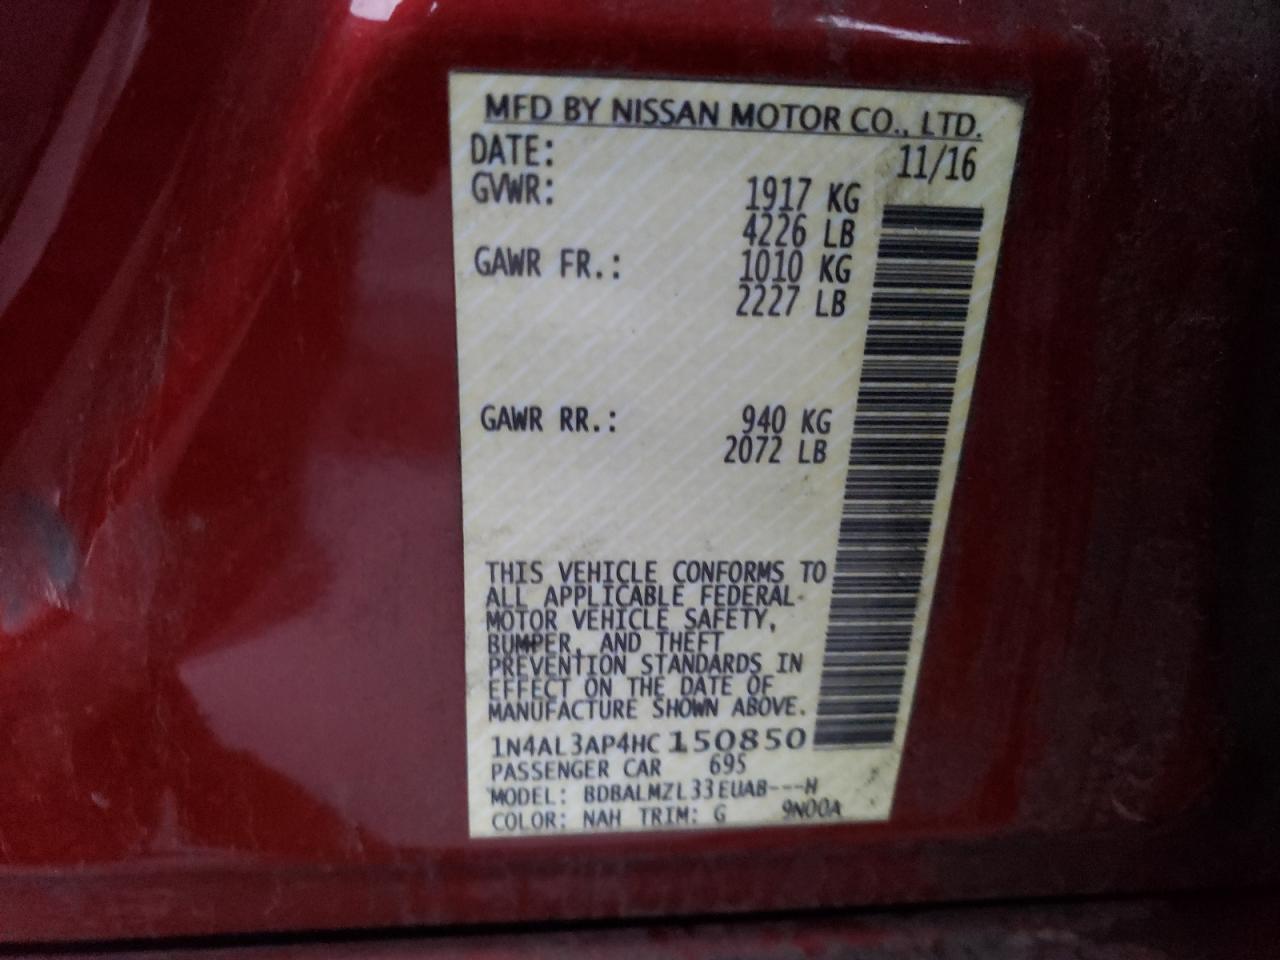 MFD BY NISSAN MOTOR CO., LTD.
DATE: 11/16
GVWR: 1917 KG
4226 LB
GAWR FR.: 1010 KG
2227 LB
GAWR RR.: 940 KG
2072 LB
THIS VEHICLE CONFORMS TO
ALL APPLICABLE FEDERAL
MOTOR VEHICLE SAFETY,
BUMPER, AND THEFT
PREVENTION STANDARDS IN
EFFECT ON THE DATE OF
MANUFACTURE SHOWN ABOVE.
1N4AL3AP4HC150850
PASSENGER CAR 695
MODEL: BDBALMZL33EUAB---H
COLOR: NAH TRIM: G 9N00A